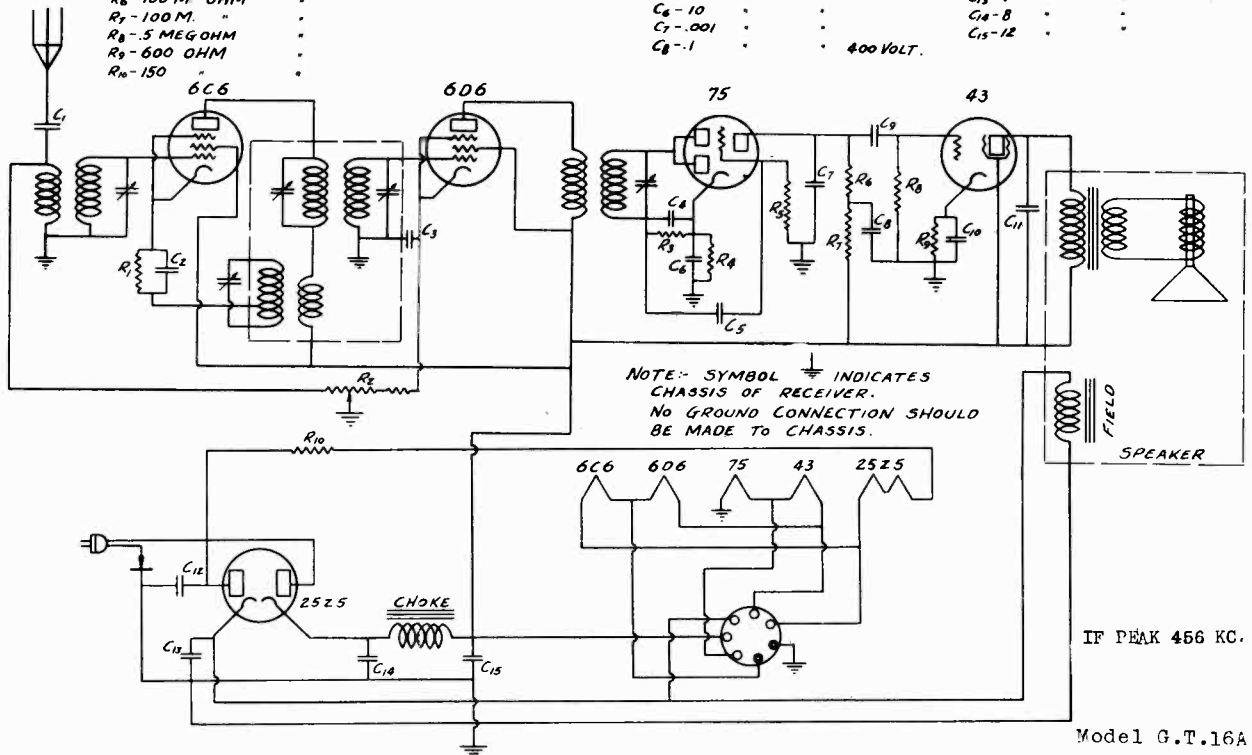 R6-100 M. OHM "
R7-100 M. " "
R8-.5 MEGOHM "
R9-600 OHM "
R10-150 " "
C6-10 " "
C7-.001 " "
C8-.1 " 400 VOLT.
C14-8 " "
C15-12 " "
6C6
6D6
75
43
C1
R1
C2
C3
R2
C4
R3
C6
R4
C5
R5
C7
R6
R7
C8
C9
R8
R9
C10
C11
NOTE:- SYMBOL INDICATES
CHASSIS OF RECEIVER.
NO GROUND CONNECTION SHOULD
BE MADE TO CHASSIS.
FIELD
SPEAKER
R10
6C6 6D6 75 43 25Z5
C12
25Z5
CHOKE
C13
C14
C15
IF PEAK 456 KC.
Model G.T.16A